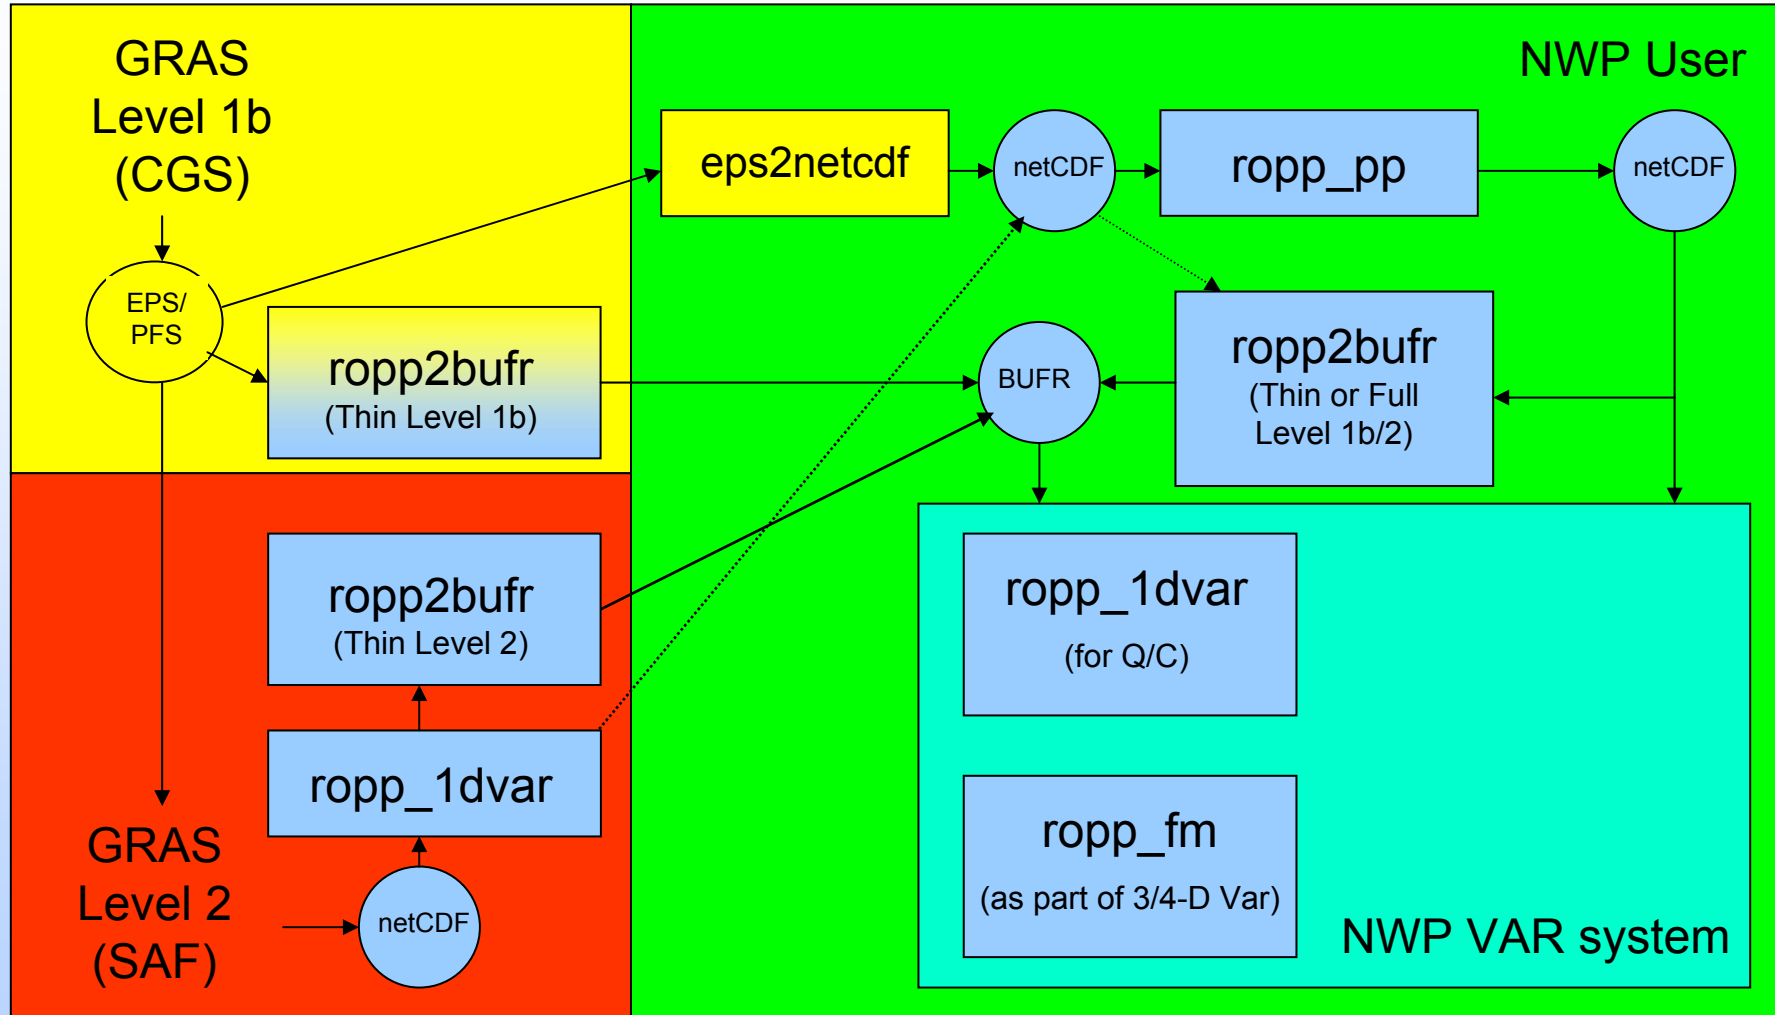 GRAS
Level 1b
(CGS)
NWP User
eps2netcdf
netCDF
ropp_pp
netCDF
EPS/
PFS
ropp2bufr
(Thin Level 1b)
BUFR
ropp2bufr
(Thin or Full
Level 1b/2)
ropp2bufr
(Thin Level 2)
ropp_1dvar
GRAS
Level 2
(SAF)
netCDF
ropp_1dvar
(for Q/C)
ropp_fm
(as part of 3/4-D Var)
NWP VAR system